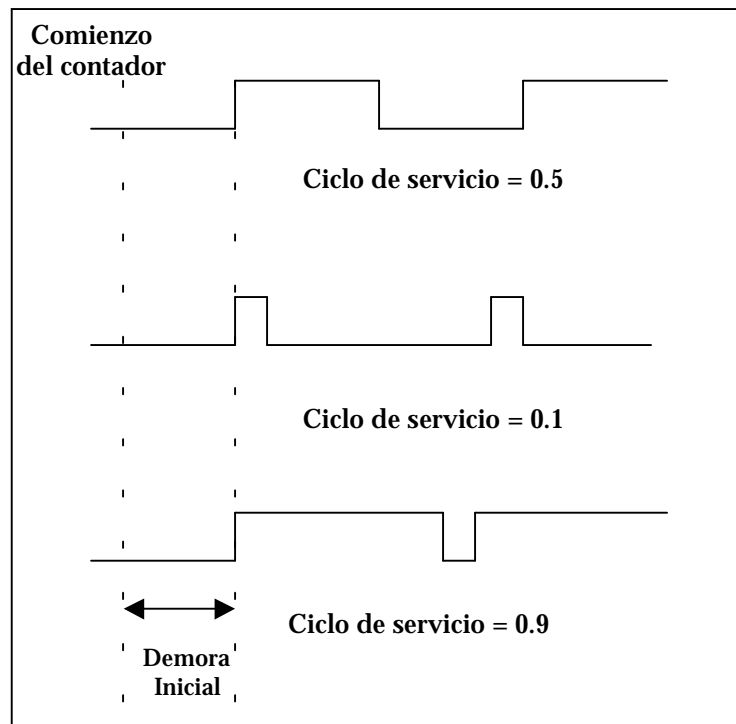 Comienzo
del contador
Ciclo de servicio = 0.5
Ciclo de servicio = 0.1
Ciclo de servicio = 0.9
Demora
Inicial